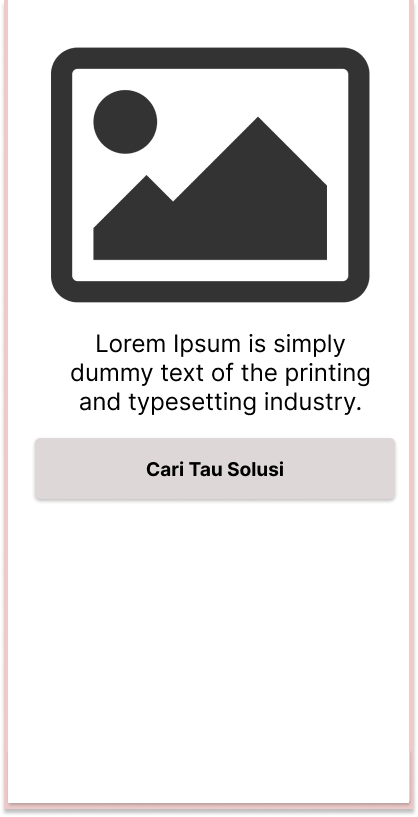 Lorem Ipsum is simply
dummy text of the printing
and typesetting industry.
Cari Tau Solusi